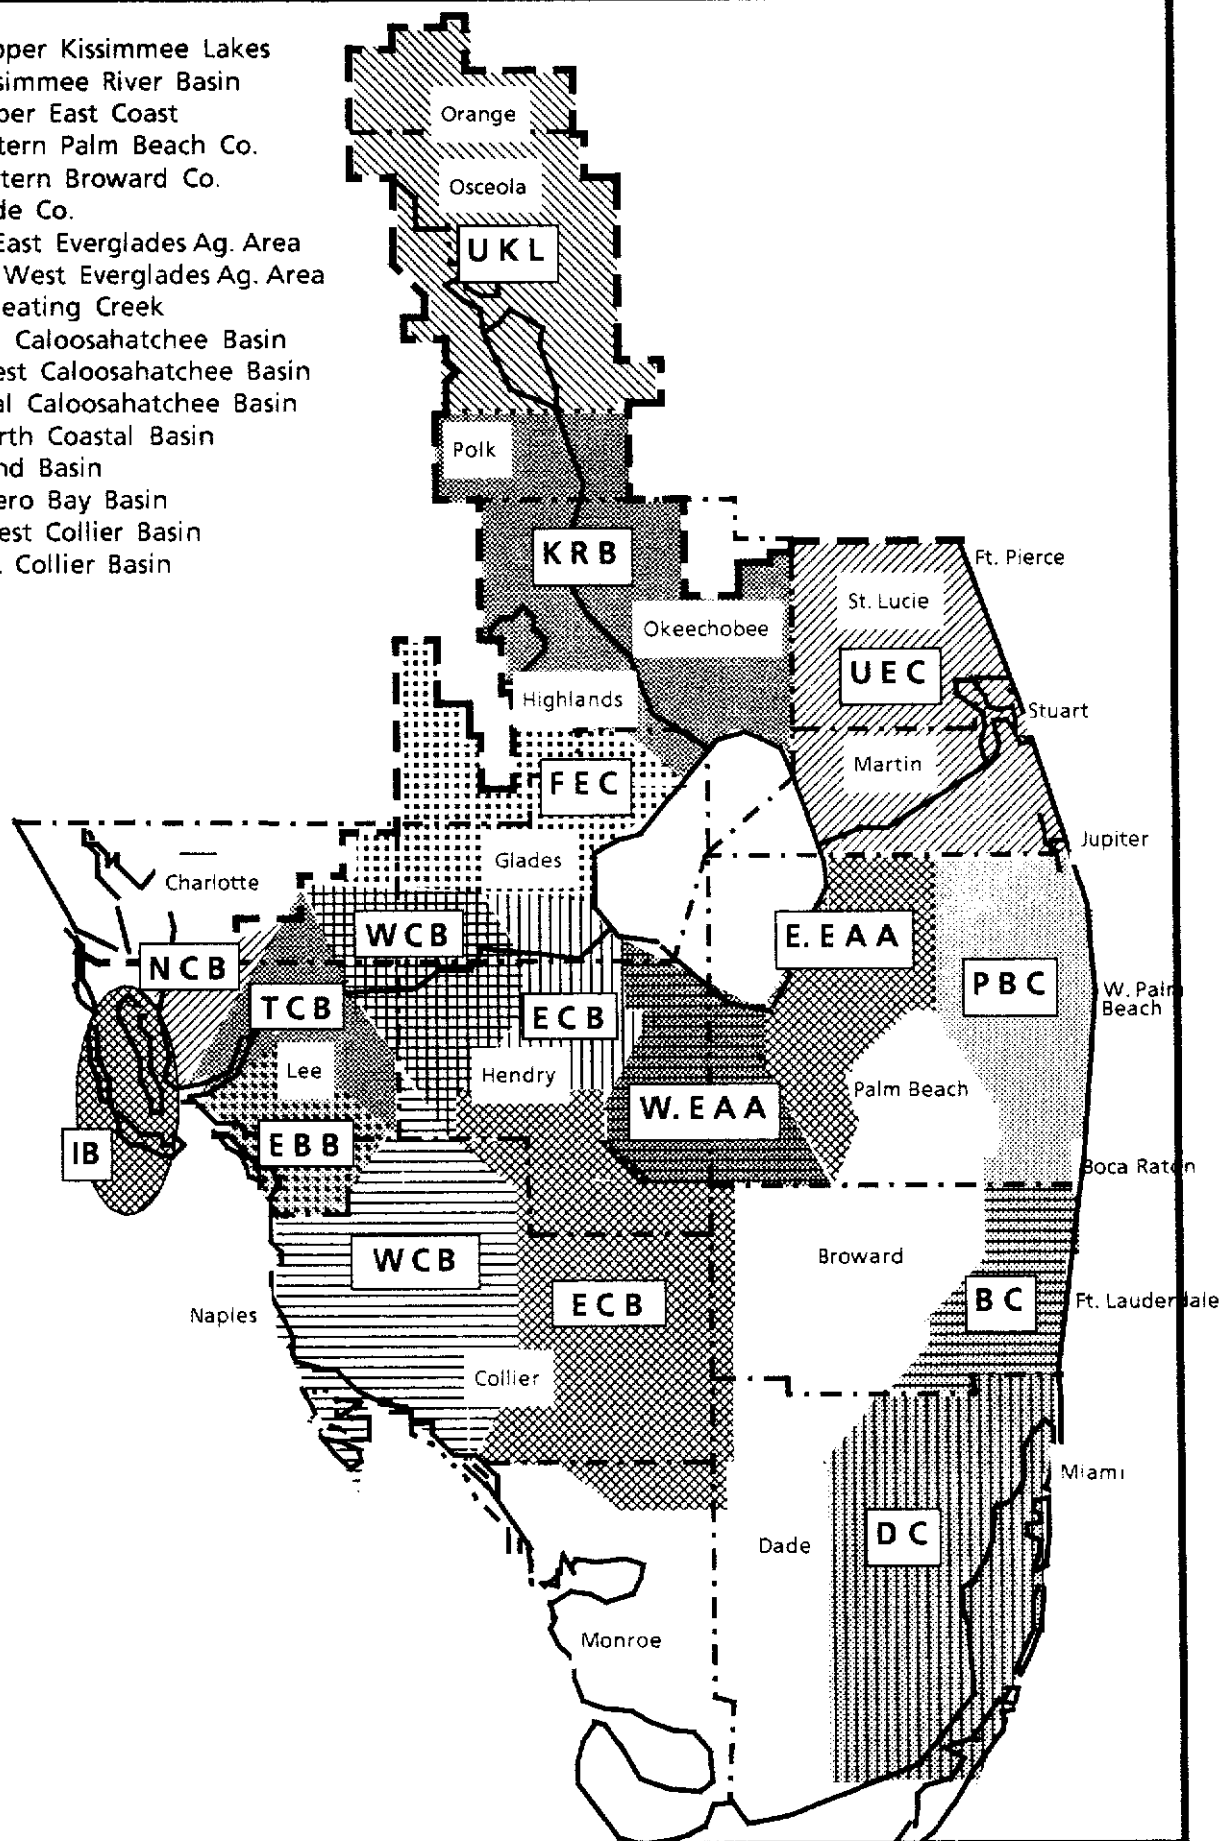 pper Kissimmee Lakes
simmee River Basin
per East Coast
tern Palm Beach Co.
tern Broward Co.
de Co.
East Everglades Ag. Area
West Everglades Ag. Area
eating Creek
Caloosahatchee Basin
est Caloosahatchee Basin
al Caloosahatchee Basin
rth Coastal Basin
nd Basin
ero Bay Basin
est Collier Basin
. Collier Basin
Orange
Osceola
UKL
Polk
KRB
Ft. Pierce
St. Lucie
Okeechobee
UEC
Highlands
Stuart
Martin
FEC
Jupiter
Glades
Charlotte
WCB
E. EAA
NCB
PBC
TCB
W. Palm
Beach
ECB
Lee
Hendry
Palm Beach
W. EAA
EBB
IB
Boca Raton
WCB
Broward
ECB
BC
Ft. Lauderdale
Naples
Collier
Miami
DC
Dade
Monroe